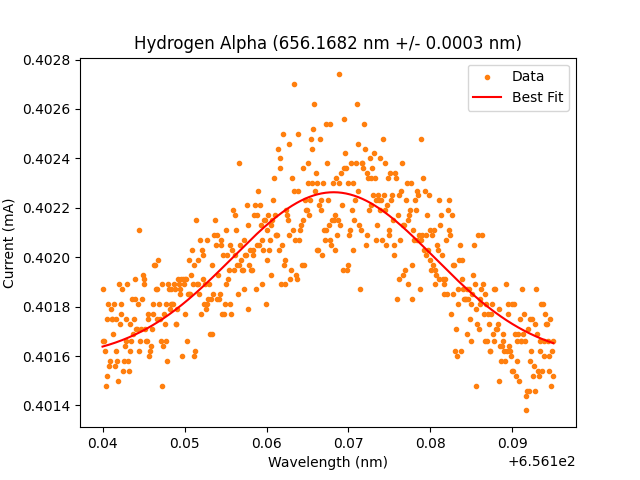 Hydrogen Alpha (656.1682 nm +/- 0.0003 nm)
0.4028
0.4026
0.4024
0.4022
0.4020
0.4018
0.4016
0.4014
Current (mA)
Data
Best Fit
0.04 0.05 0.06 0.07 0.08 0.09
Wavelength (nm)
+6.561e2